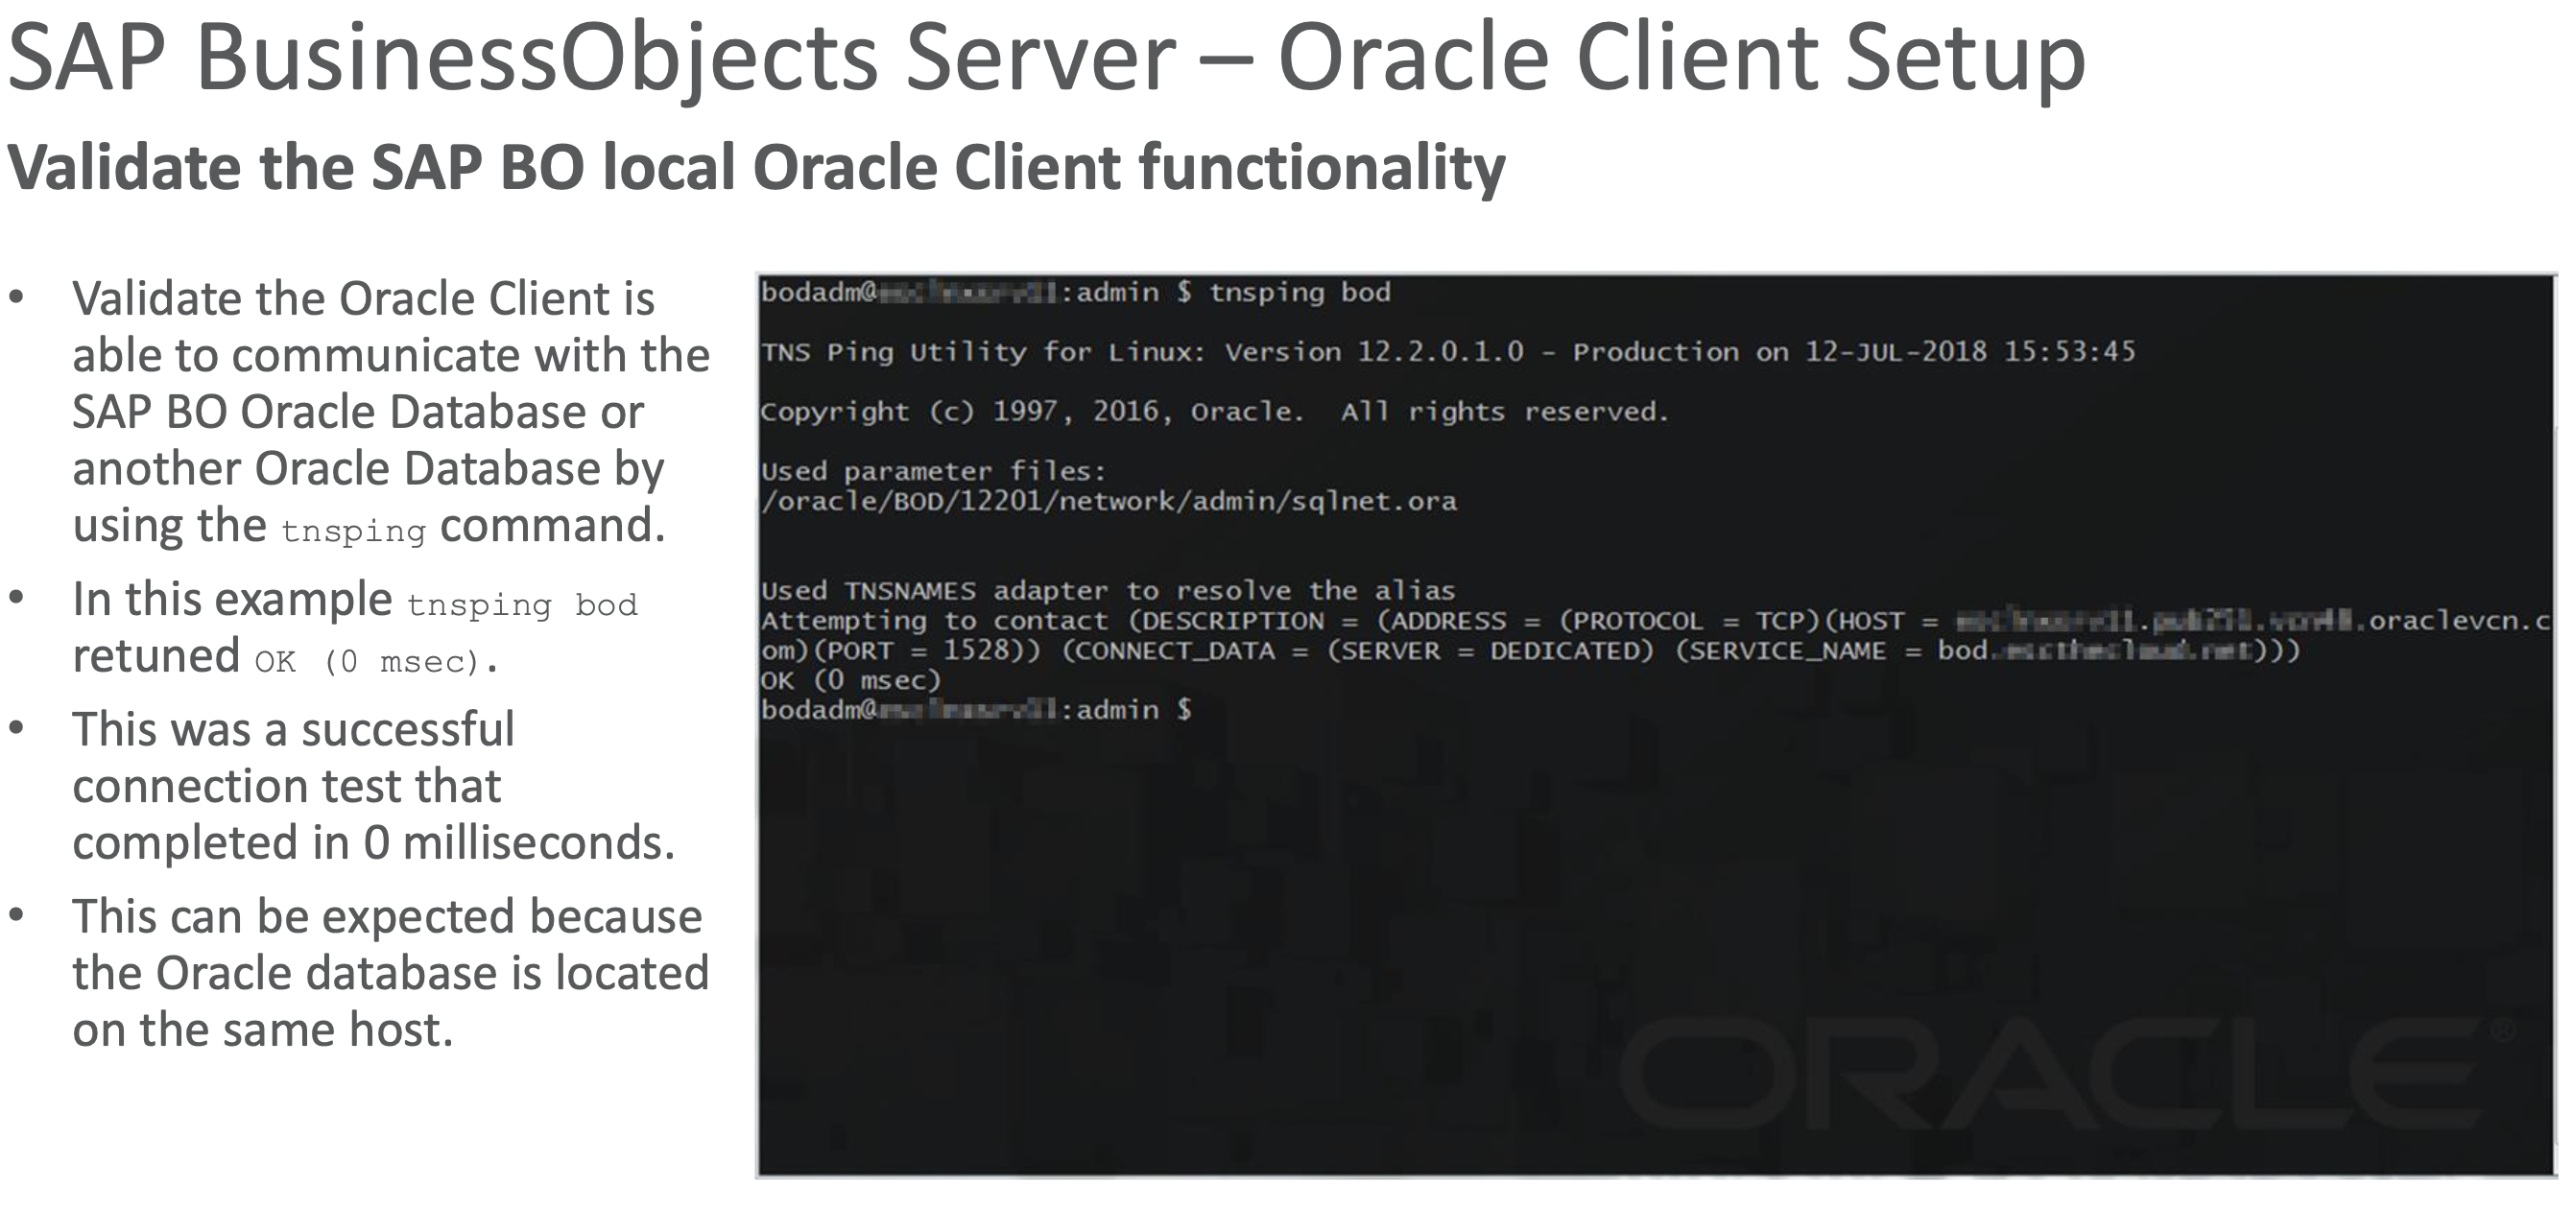 SAP BusinessObjects Server – Oracle Client Setup
Validate the SAP BO local Oracle Client functionality
• Validate the Oracle Client is
able to communicate with the
SAP BO Oracle Database or
another Oracle Database by
using the tnsping command.
• In this example tnsping bod
retuned OK (0 msec).
• This was a successful
connection test that
completed in 0 milliseconds.
• This can be expected because
the Oracle database is located
on the same host.
bodadm@ :admin $ tnsping bod
TNS Ping Utility for Linux: Version 12.2.0.1.0 - Production on 12-JUL-2018 15:53:45
Copyright (c) 1997, 2016, Oracle.  All rights reserved.
Used parameter files:
/oracle/BOD/12201/network/admin/sqlnet.ora
Used TNSNAMES adapter to resolve the alias
Attempting to contact (DESCRIPTION = (ADDRESS = (PROTOCOL = TCP)(HOST = .oraclevcn.c
om)(PORT = 1528)) (CONNECT_DATA = (SERVER = DEDICATED) (SERVICE_NAME = bod. )))
OK (0 msec)
bodadm@ :admin $
ORACLE®